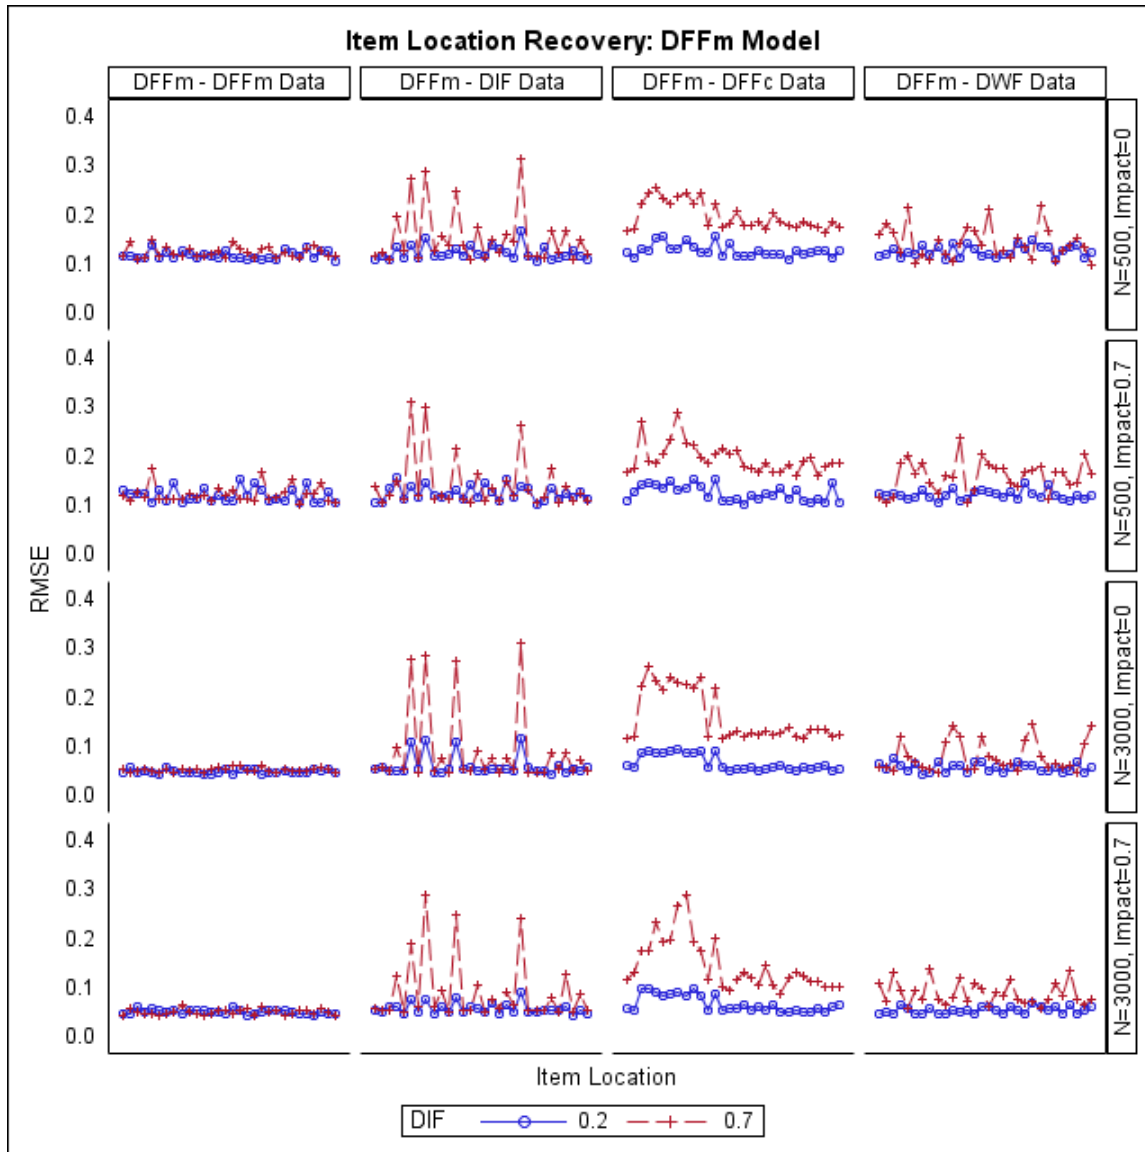 Item Location Recovery: DFFm Model
DFFm - DFFm Data
DFFm - DIF Data
DFFm - DFFc Data
DFFm - DWF Data
0.4
0.3
0.2
0.1
0.0
N=500, Impact=0
0.4
0.3
0.2
0.1
0.0
N=500, Impact=0.7
RMSE
0.4
0.3
0.2
0.1
0.0
N=3000, Impact=0
0.4
0.3
0.2
0.1
0.0
N=3000, Impact=0.7
Item Location
DIF 0.2 0.7